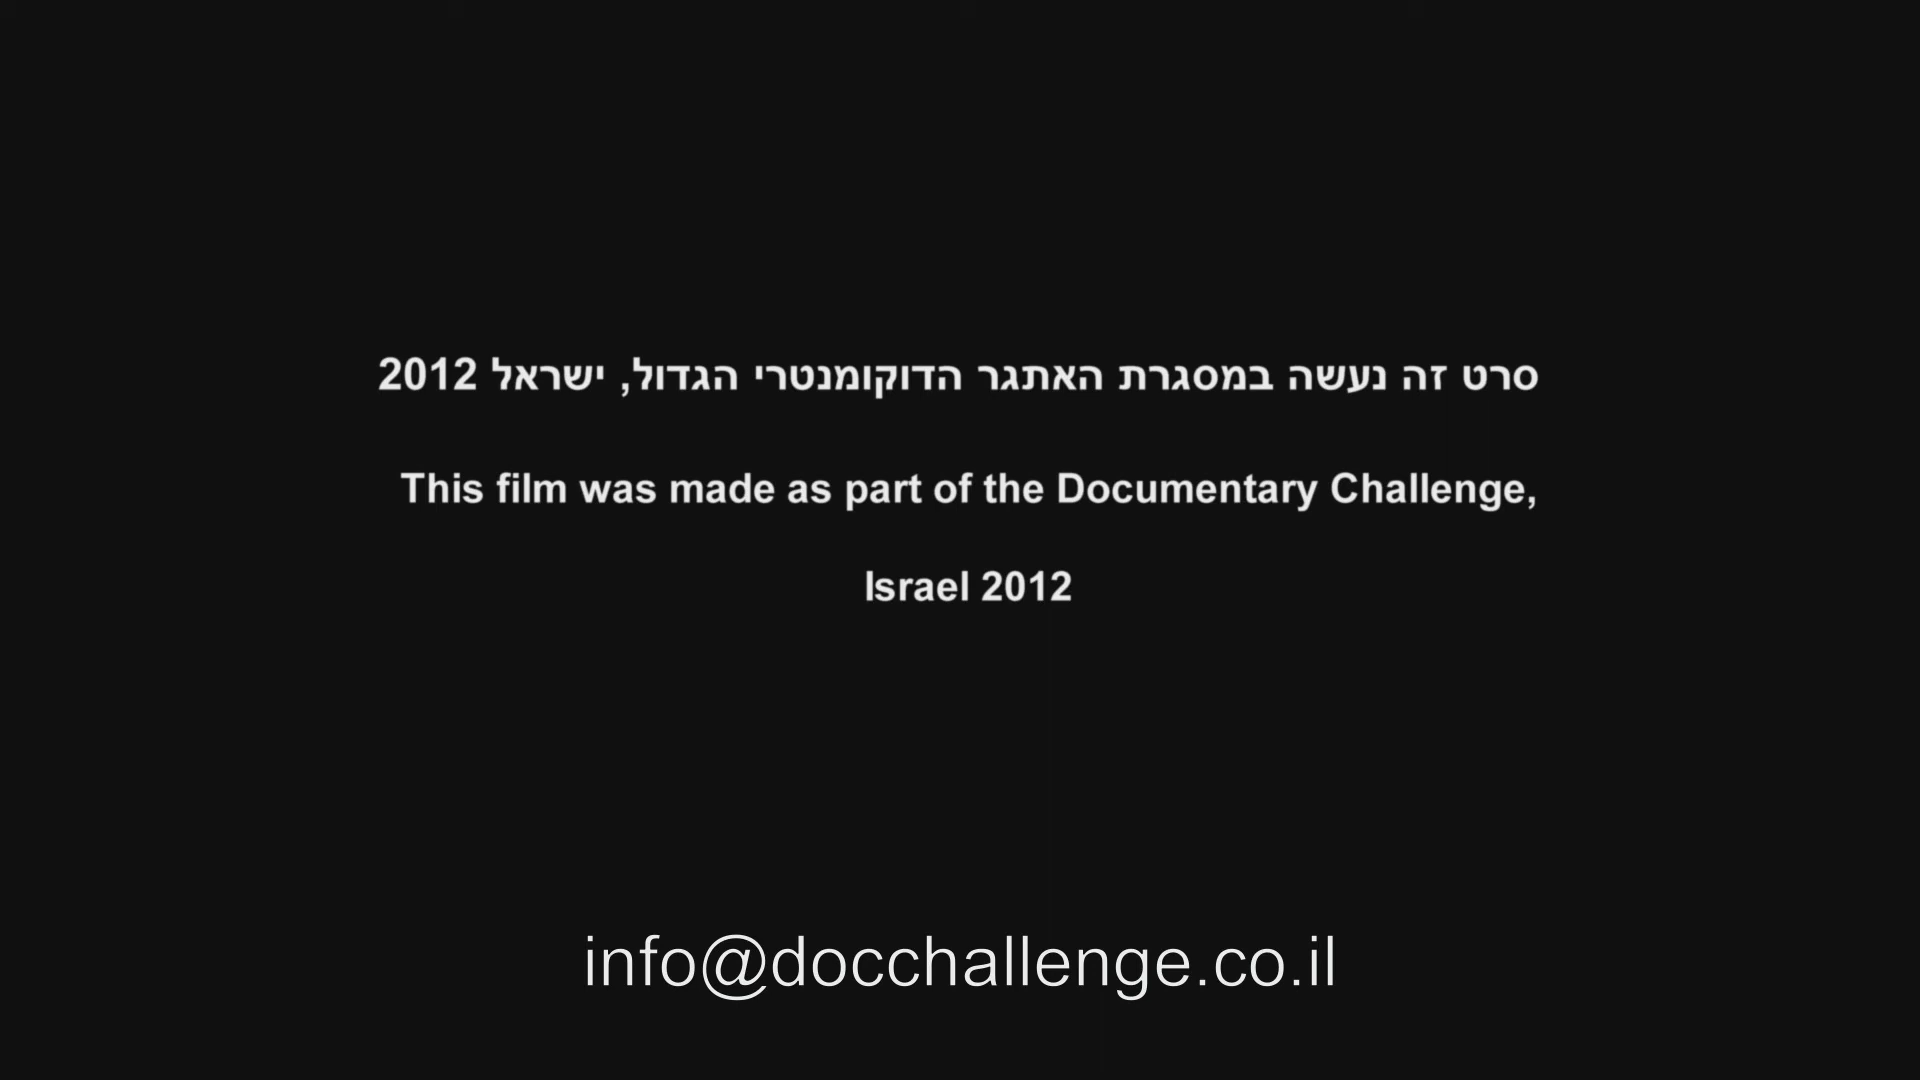 סרט זה נעשה במסגרת האתגר הדוקומנטרי הגדול, ישראל 2012
This film was made as part of the Documentary Challenge,
Israel 2012
info@docchallenge.co.il